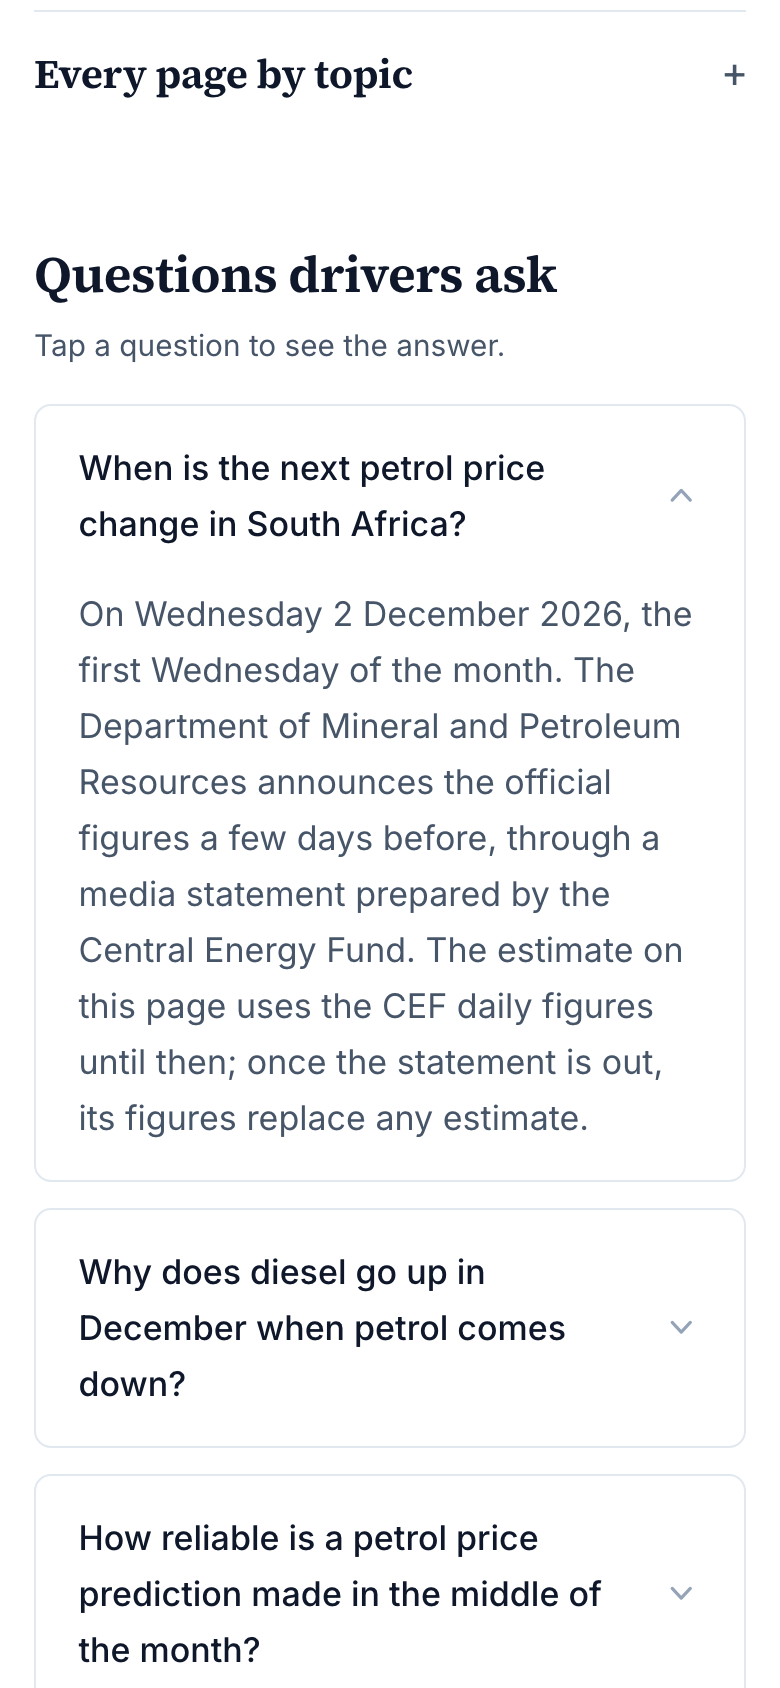 Every page by topic
+
Questions drivers ask
Tap a question to see the answer.
When is the next petrol price
change in South Africa?
On Wednesday 2 December 2026, the
first Wednesday of the month. The
Department of Mineral and Petroleum
Resources announces the official
figures a few days before, through a
media statement prepared by the
Central Energy Fund. The estimate on
this page uses the CEF daily figures
until then; once the statement is out,
its figures replace any estimate.
Why does diesel go up in
December when petrol comes
down?
How reliable is a petrol price
prediction made in the middle of
the month?